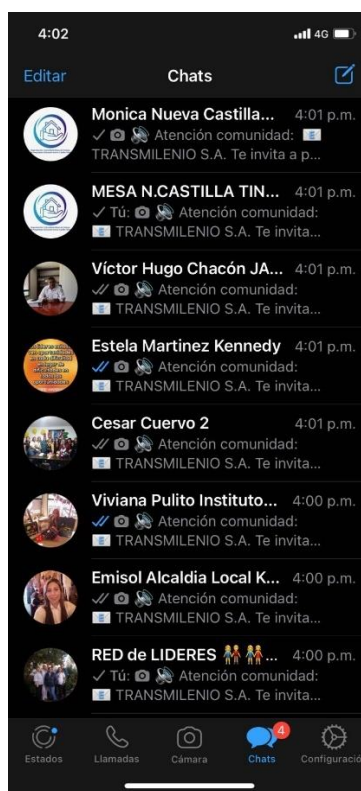 4:02
4G
Editar
Chats
Monica Nueva Castilla... 4:01 p.m.
Atención comunidad:
TRANSMILENIO S.A. Te invita a p...
MESA N.CASTILLA TIN... 4:01 p.m.
Tú: Atención comunidad:
TRANSMILENIO S.A. Te invita...
Víctor Hugo Chacón JA... 4:01 p.m.
Atención comunidad:
TRANSMILENIO S.A. Te invita...
Estela Martinez Kennedy 4:01 p.m.
Atención comunidad:
TRANSMILENIO S.A. Te invita...
Cesar Cuervo 2 4:01 p.m.
Atención comunidad:
TRANSMILENIO S.A. Te invita...
Viviana Pulito Instituto... 4:00 p.m.
Atención comunidad:
TRANSMILENIO S.A. Te invita...
Emisol Alcaldia Local K... 4:00 p.m.
Atención comunidad:
TRANSMILENIO S.A. Te invita...
RED de LIDERES 👫👫... 4:00 p.m.
Tú: Atención comunidad:
TRANSMILENIO S.A. Te invita...
4
Estados
Llamadas
Cámara
Chats
Configuració